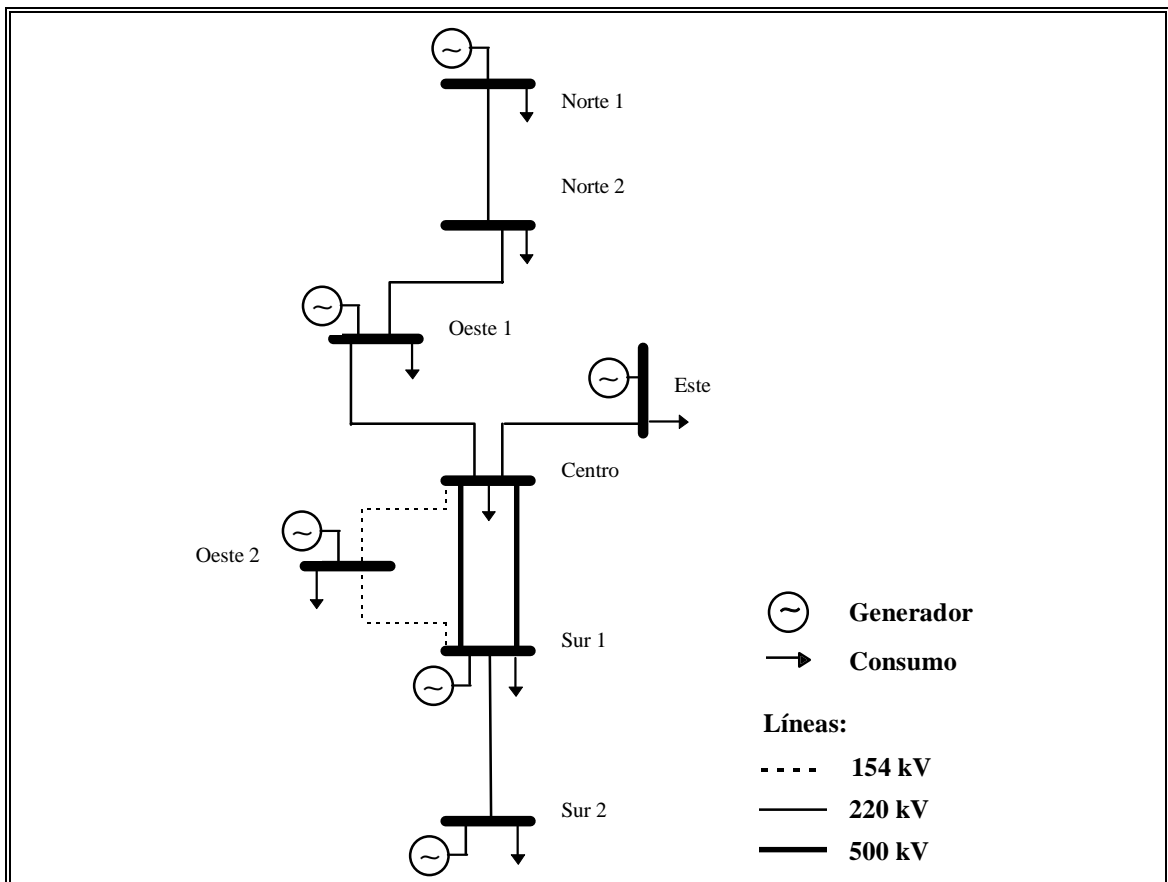 ~
Norte 1
Norte 2
~
Oeste 1
~
Este
Centro
~
Oeste 2
Sur 1
~
Sur 2
~
~ Generador
Consumo
Líneas:
154 kV
220 kV
500 kV